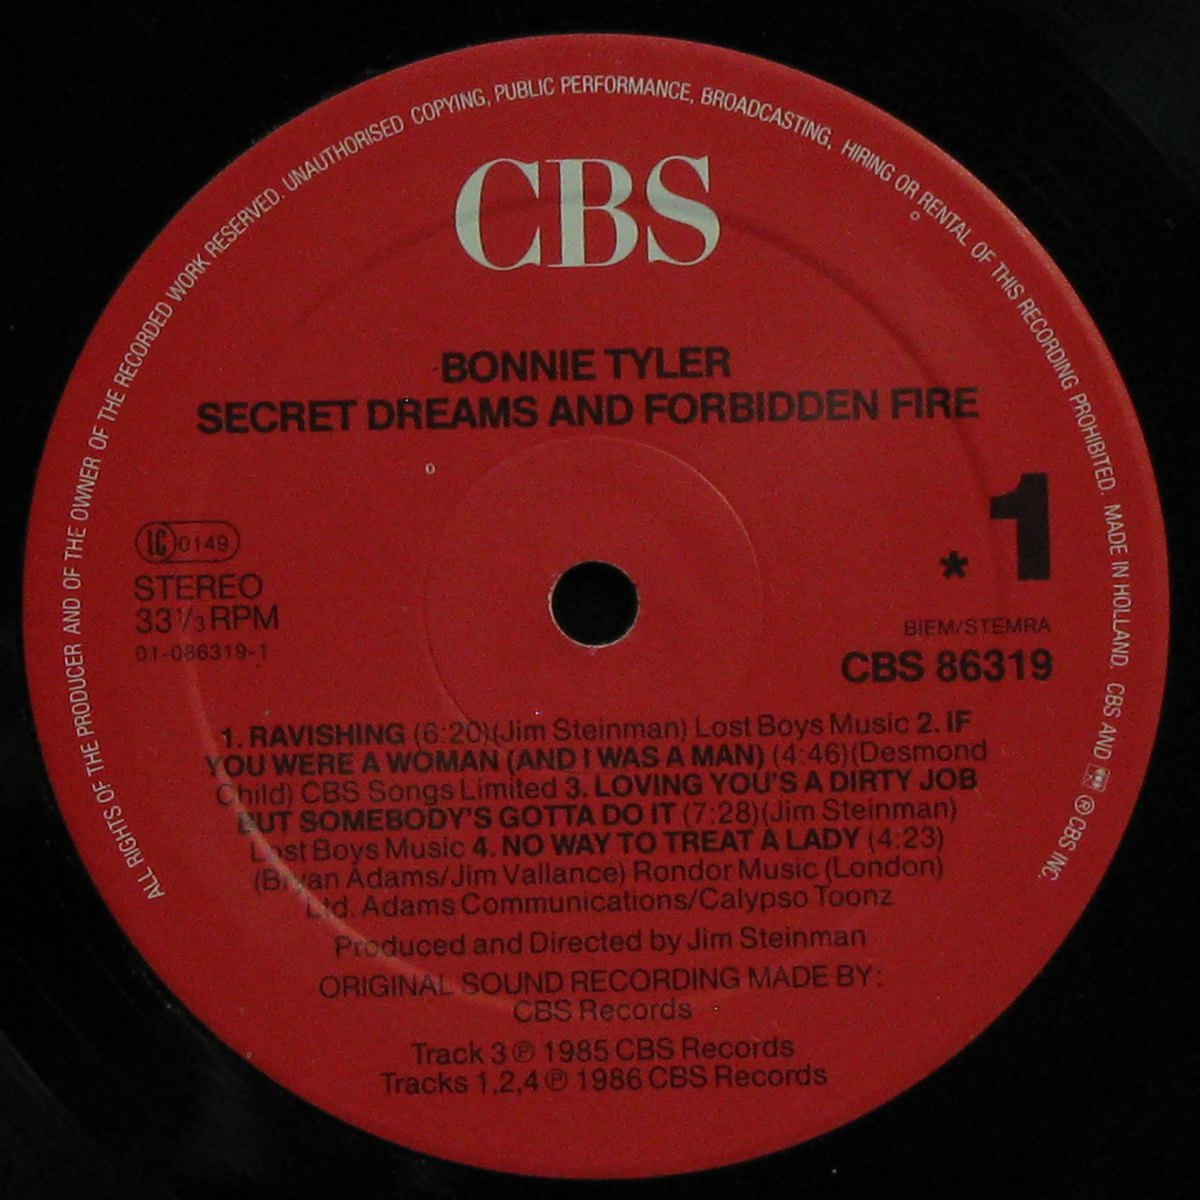 ALL RIGHTS OF THE PRODUCER AND OF THE OWNER OF THE RECORDED WORK RESERVED. UNAUTHORISED COPYING, PUBLIC PERFORMANCE, BROADCASTING, HIRING OR RENTAL OF THIS RECORDING PROHIBITED. MADE IN HOLLAND. CBS AND ℗ CBS INC.
CBS
BONNIE TYLER
SECRET DREAMS AND FORBIDDEN FIRE
LC 0149
STEREO
33 1/3 RPM
01-086319-1
* 1
BIEM/STEMRA
CBS 86319
1. RAVISHING (6:20)(Jim Steinman) Lost Boys Music 2. IF
YOU WERE A WOMAN (AND I WAS A MAN) (4:46)(Desmond
Child) CBS Songs Limited 3. LOVING YOU'S A DIRTY JOB
BUT SOMEBODY'S GOTTA DO IT (7:28)(Jim Steinman)
Lost Boys Music 4. NO WAY TO TREAT A LADY (4:23)
(Bryan Adams/Jim Vallance) Rondor Music (London)
Ltd. Adams Communications/Calypso Toonz
Produced and Directed by Jim Steinman
ORIGINAL SOUND RECORDING MADE BY:
CBS Records
Track 3 ℗ 1985 CBS Records
Tracks 1,2,4 ℗ 1986 CBS Records